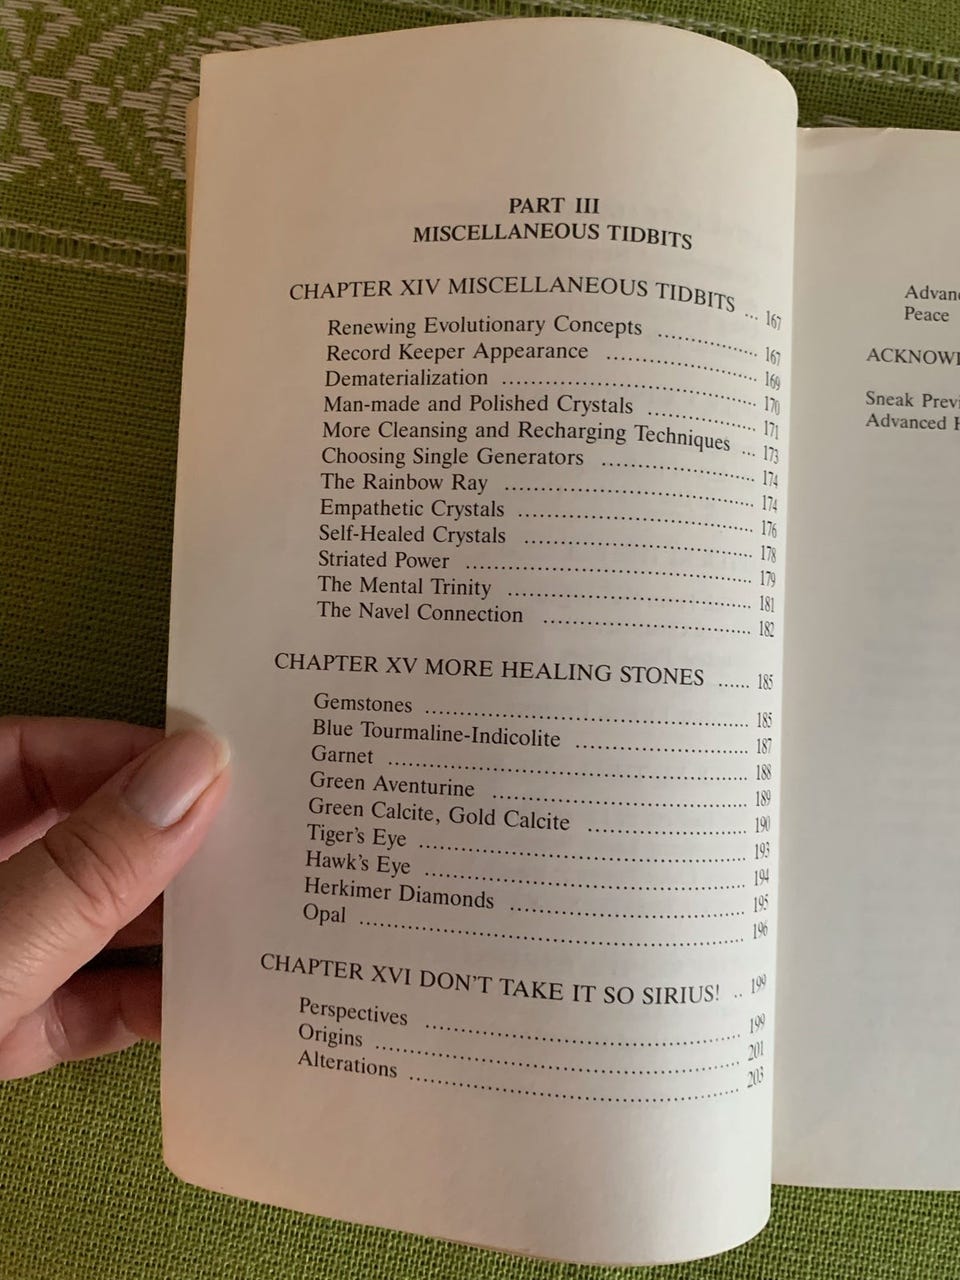 PART III
MISCELLANEOUS TIDBITS
CHAPTER XIV MISCELLANEOUS TIDBITS ... 167
Renewing Evolutionary Concepts ............... 167
Record Keeper Appearance ....................... 169
Dematerialization ....................................... 170
Man-made and Polished Crystals ................ 171
More Cleansing and Recharging Techniques ... 173
Choosing Single Generators ....................... 174
The Rainbow Ray ...................................... 174
Empathetic Crystals ................................... 176
Self-Healed Crystals .................................. 178
Striated Power .......................................... 179
The Mental Trinity .................................... 181
The Navel Connection ............................... 182
CHAPTER XV MORE HEALING STONES ...... 185
Gemstones ................................................ 185
Blue Tourmaline-Indicolite ......................... 187
Garnet ...................................................... 188
Green Aventurine ...................................... 189
Green Calcite, Gold Calcite ........................ 190
Tiger's Eye ............................................... 193
Hawk's Eye .............................................. 194
Herkimer Diamonds .................................. 195
Opal ........................................................ 196
CHAPTER XVI DON'T TAKE IT SO SIRIUS! .. 199
Perspectives .............................................. 199
Origins ..................................................... 201
Alterations ................................................ 203
Advan
Peace
ACKNOW
Sneak Previ
Advanced